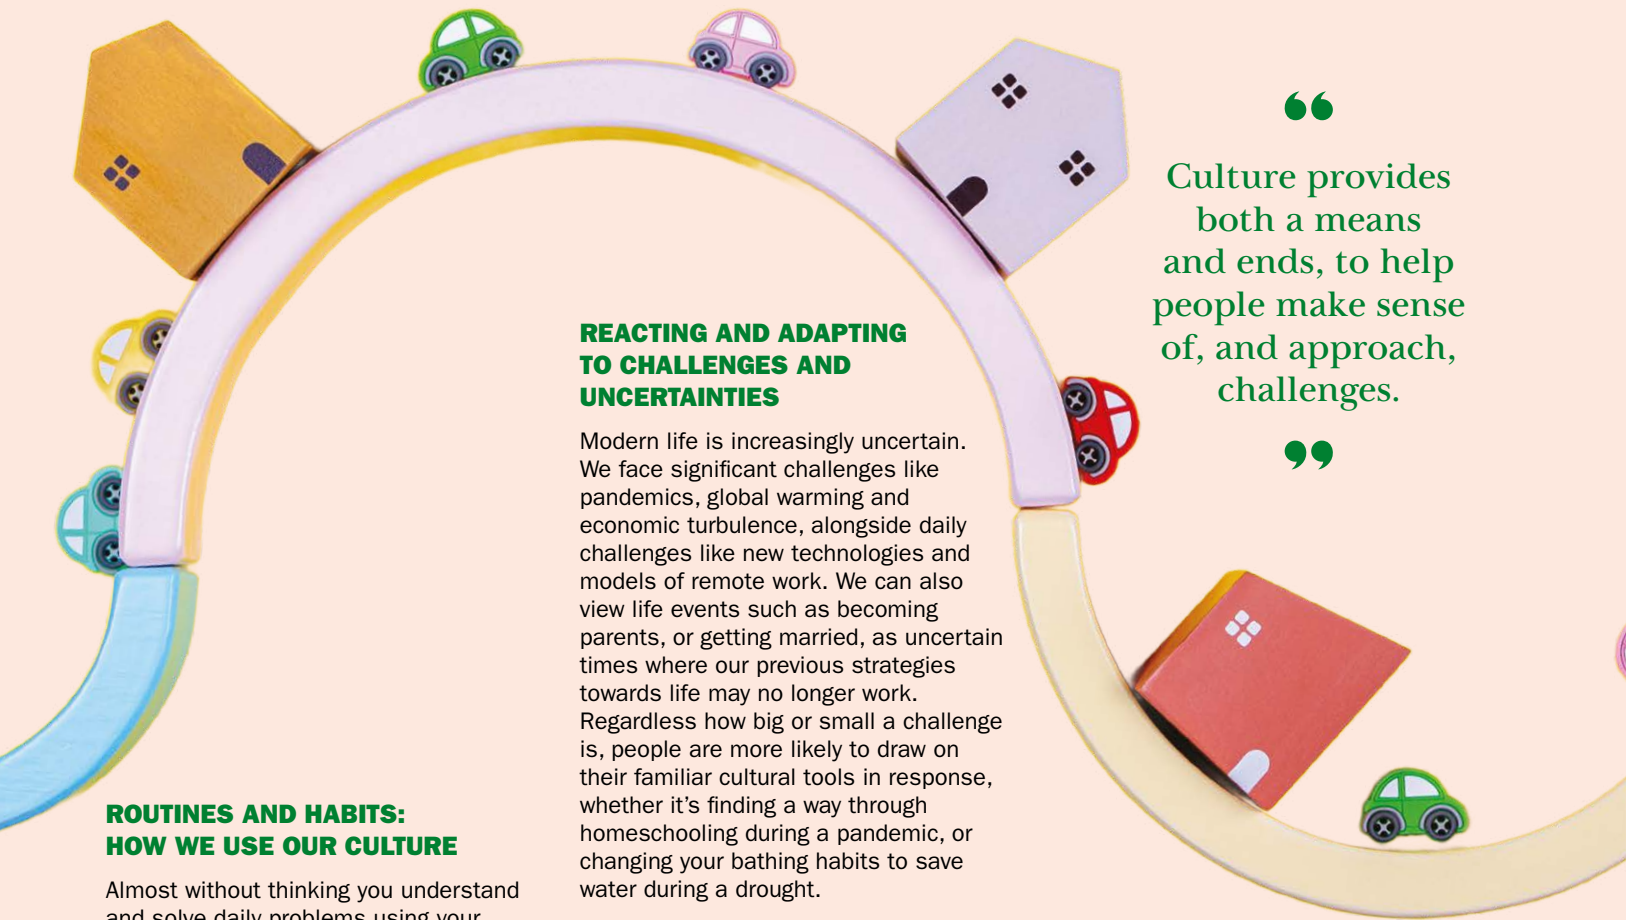 ROUTINES AND HABITS:
HOW WE USE OUR CULTURE
Almost without thinking you understand
and solve daily problems using your
REACTING AND ADAPTING
TO CHALLENGES AND
UNCERTAINTIES
Modern life is increasingly uncertain.
We face significant challenges like
pandemics, global warming and
economic turbulence, alongside daily
challenges like new technologies and
models of remote work. We can also
view life events such as becoming
parents, or getting married, as uncertain
times where our previous strategies
towards life may no longer work.
Regardless how big or small a challenge
is, people are more likely to draw on
their familiar cultural tools in response,
whether it’s finding a way through
homeschooling during a pandemic, or
changing your bathing habits to save
water during a drought.
“
Culture provides
both a means
and ends, to help
people make sense
of, and approach,
challenges.
”